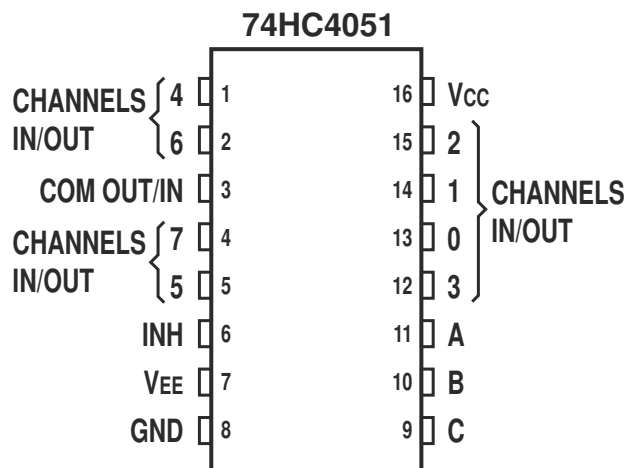 74HC4051
CHANNELS
IN/OUT
4 1
6 2
COM OUT/IN 3
CHANNELS
IN/OUT
7 4
5 5
INH 6
VEE 7
GND 8
16 VCC
15 2
14 1
13 0
12 3
CHANNELS
IN/OUT
11 A
10 B
9 C